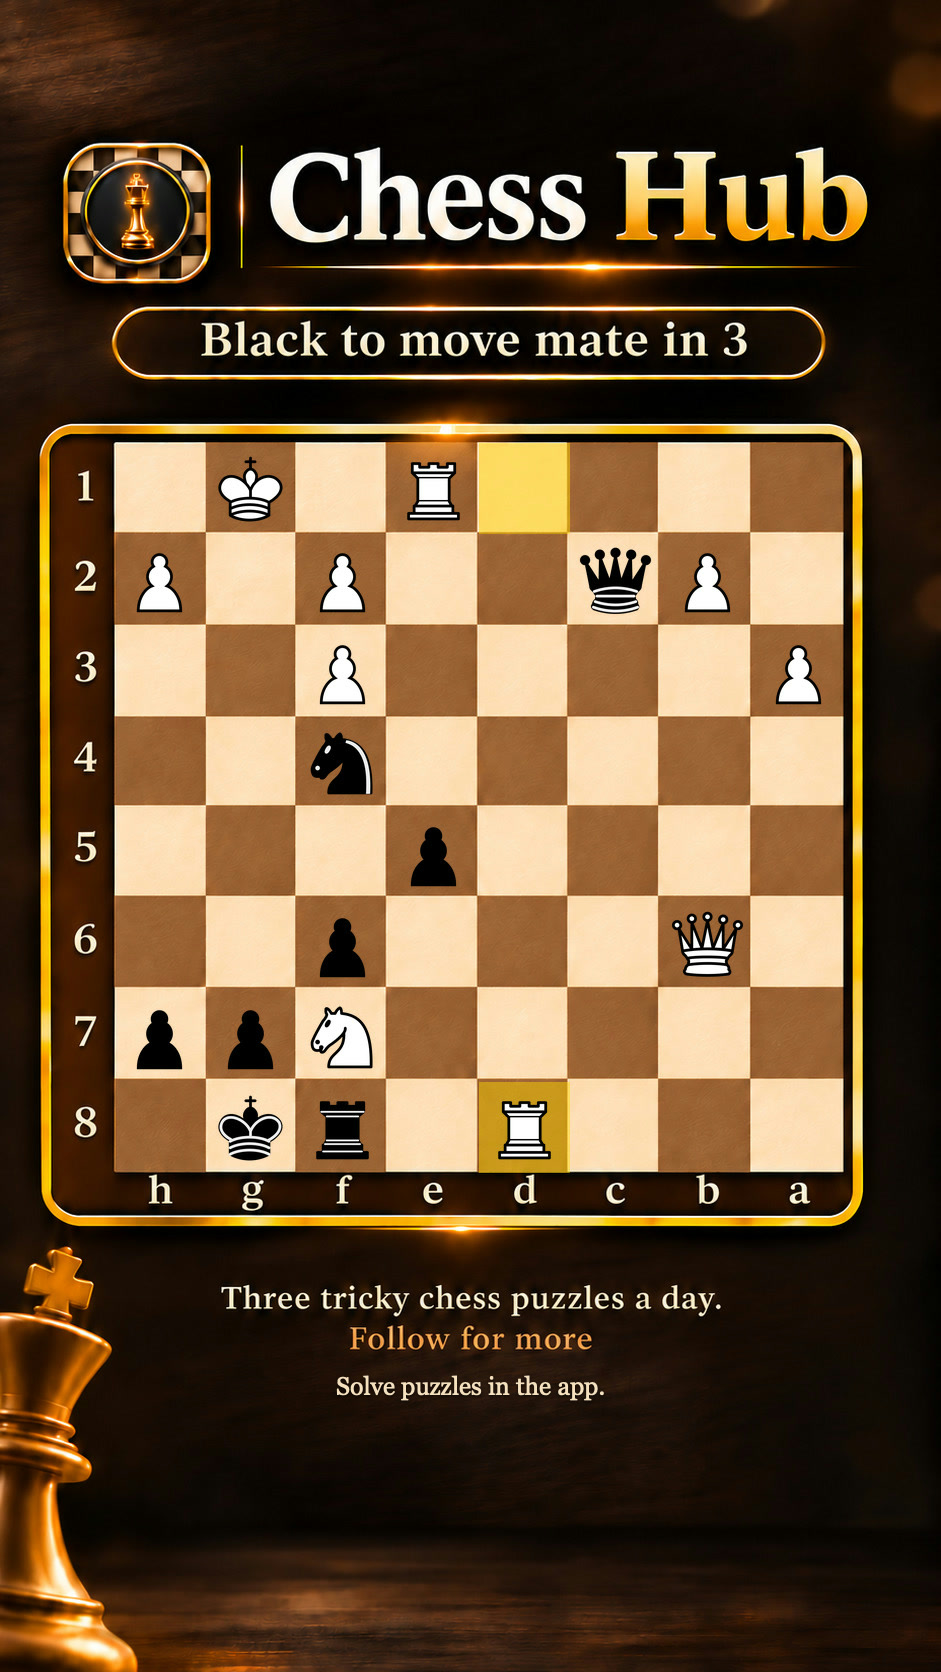 Chess Hub
Black to move mate in 3
1
2
3
4
5
6
7
8
h g f e d c b a
Three tricky chess puzzles a day.
Follow for more
Solve puzzles in the app.